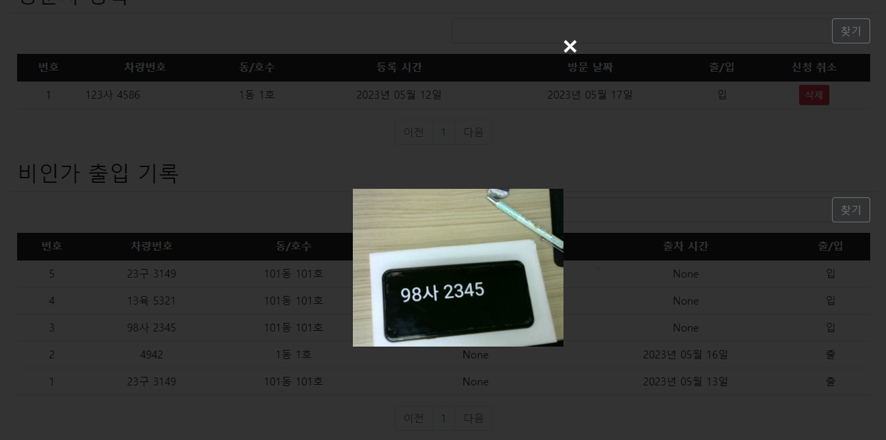 찾기
×
번호 차량번호 동/호수 등록 시간 방문 날짜 출/입 신청 취소
1 123사 4586 1동 1호 2023년 05월 12일 2023년 05월 17일 입 삭제
이전 1 다음
비인가 출입 기록
찾기
번호 차량번호 동/호수 출차 시간 출/입
5 23구 3149 101동 101호 None 입
4 13육 5321 101동 101호 None 입
3 98사 2345 101동 101호 None 입
2 4942 1동 1호 None 2023년 05월 16일 출
1 23구 3149 101동 101호 None 2023년 05월 13일 출
98사 2345
이전 1 다음